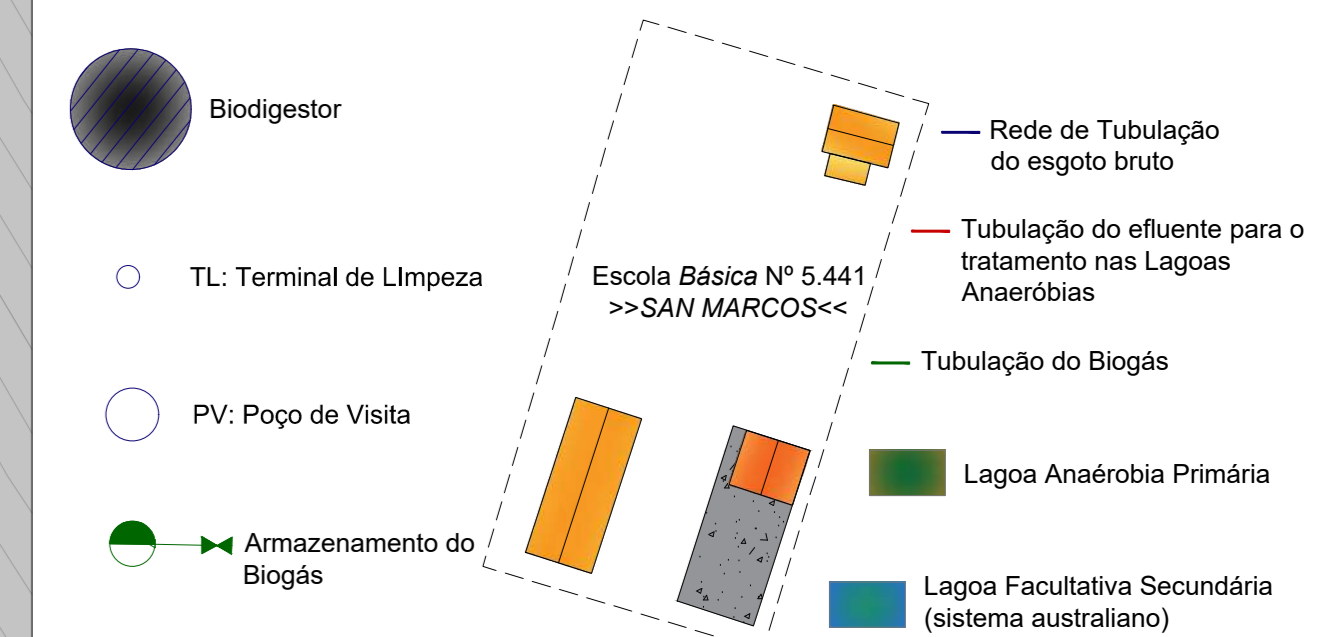 Biodigestor
TL: Terminal de LImpeza
PV: Poço de Visita
Armazenamento do
Biogás
Escola Básica Nº 5.441
>>SAN MARCOS<<
Rede de Tubulação
do esgoto bruto
Tubulação do efluente para o
tratamento nas Lagoas
Anaeróbias
Tubulação do Biogás
Lagoa Anaérobia Primária
Lagoa Facultativa Secundária
(sistema australiano)